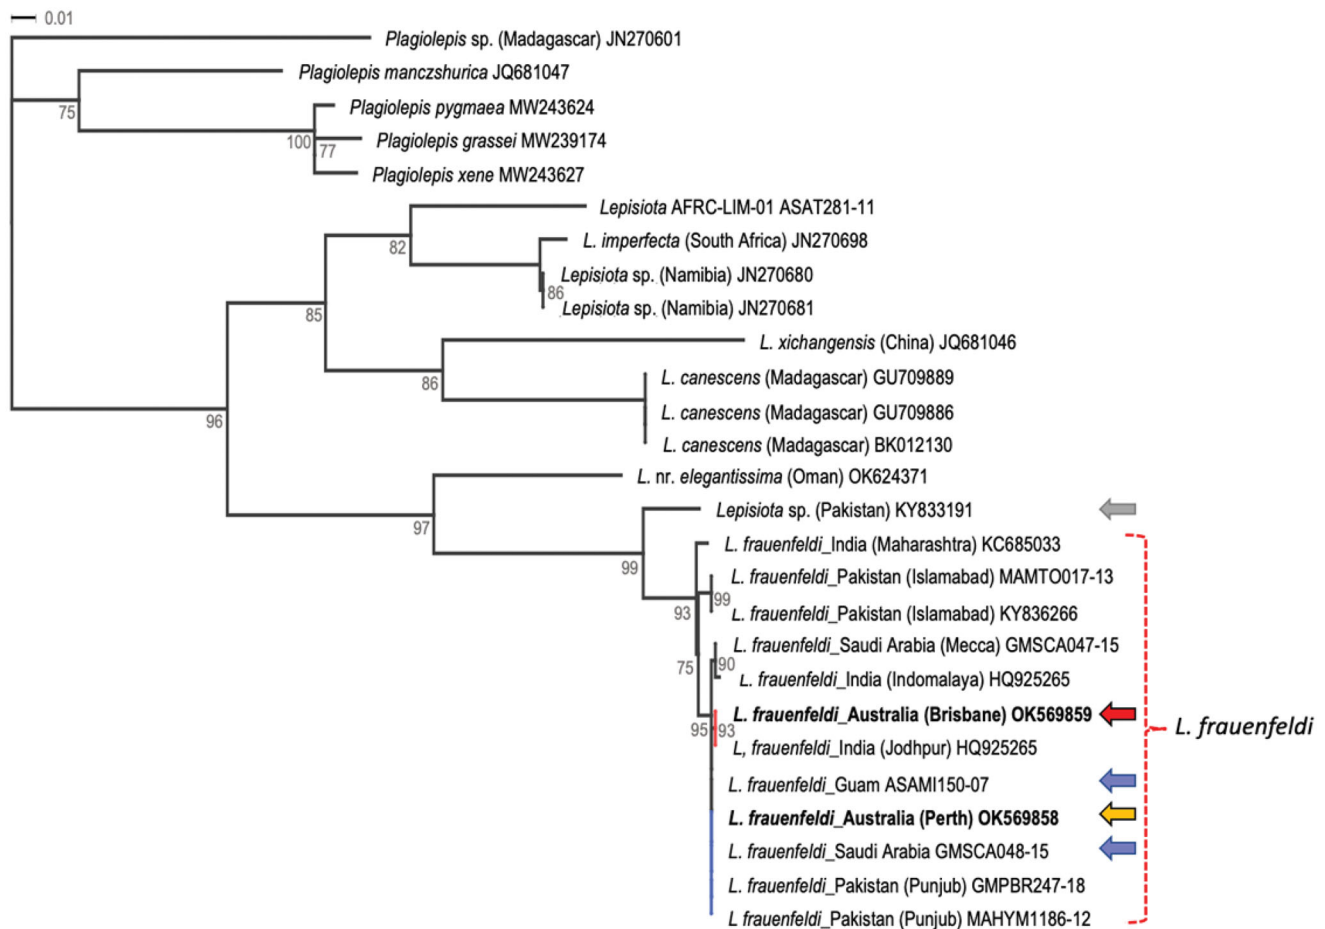 0.01
Plagiolepis sp. (Madagascar) JN270601
Plagiolepis manczshurica JQ681047
75
Plagiolepis pygmaea MW243624
100
77
Plagiolepis grassei MW239174
Plagiolepis xene MW243627
Lepisiota AFRC-LIM-01 ASAT281-11
82
L. imperfecta (South Africa) JN270698
Lepisiota sp. (Namibia) JN270680
86
Lepisiota sp. (Namibia) JN270681
85
L. xichangensis (China) JQ681046
86
L. canescens (Madagascar) GU709889
L. canescens (Madagascar) GU709886
96
L. canescens (Madagascar) BK012130
L. nr. elegantissima (Oman) OK624371
97
Lepisiota sp. (Pakistan) KY833191
99
L. frauenfeldi_India (Maharashtra) KC685033
L. frauenfeldi_Pakistan (Islamabad) MAMTO017-13
99
93
L. frauenfeldi_Pakistan (Islamabad) KY836266
L. frauenfeldi_Saudi Arabia (Mecca) GMSCA047-15
75
90
L. frauenfeldi_India (Indomalaya) HQ925265
L. frauenfeldi_Australia (Brisbane) OK569859
95
93
L. frauenfeldi
L, frauenfeldi_India (Jodhpur) HQ925265
L. frauenfeldi_Guam ASAMI150-07
L. frauenfeldi_Australia (Perth) OK569858
L. frauenfeldi_Saudi Arabia GMSCA048-15
L. frauenfeldi_Pakistan (Punjub) GMPBR247-18
L frauenfeldi_Pakistan (Punjub) MAHYM1186-12